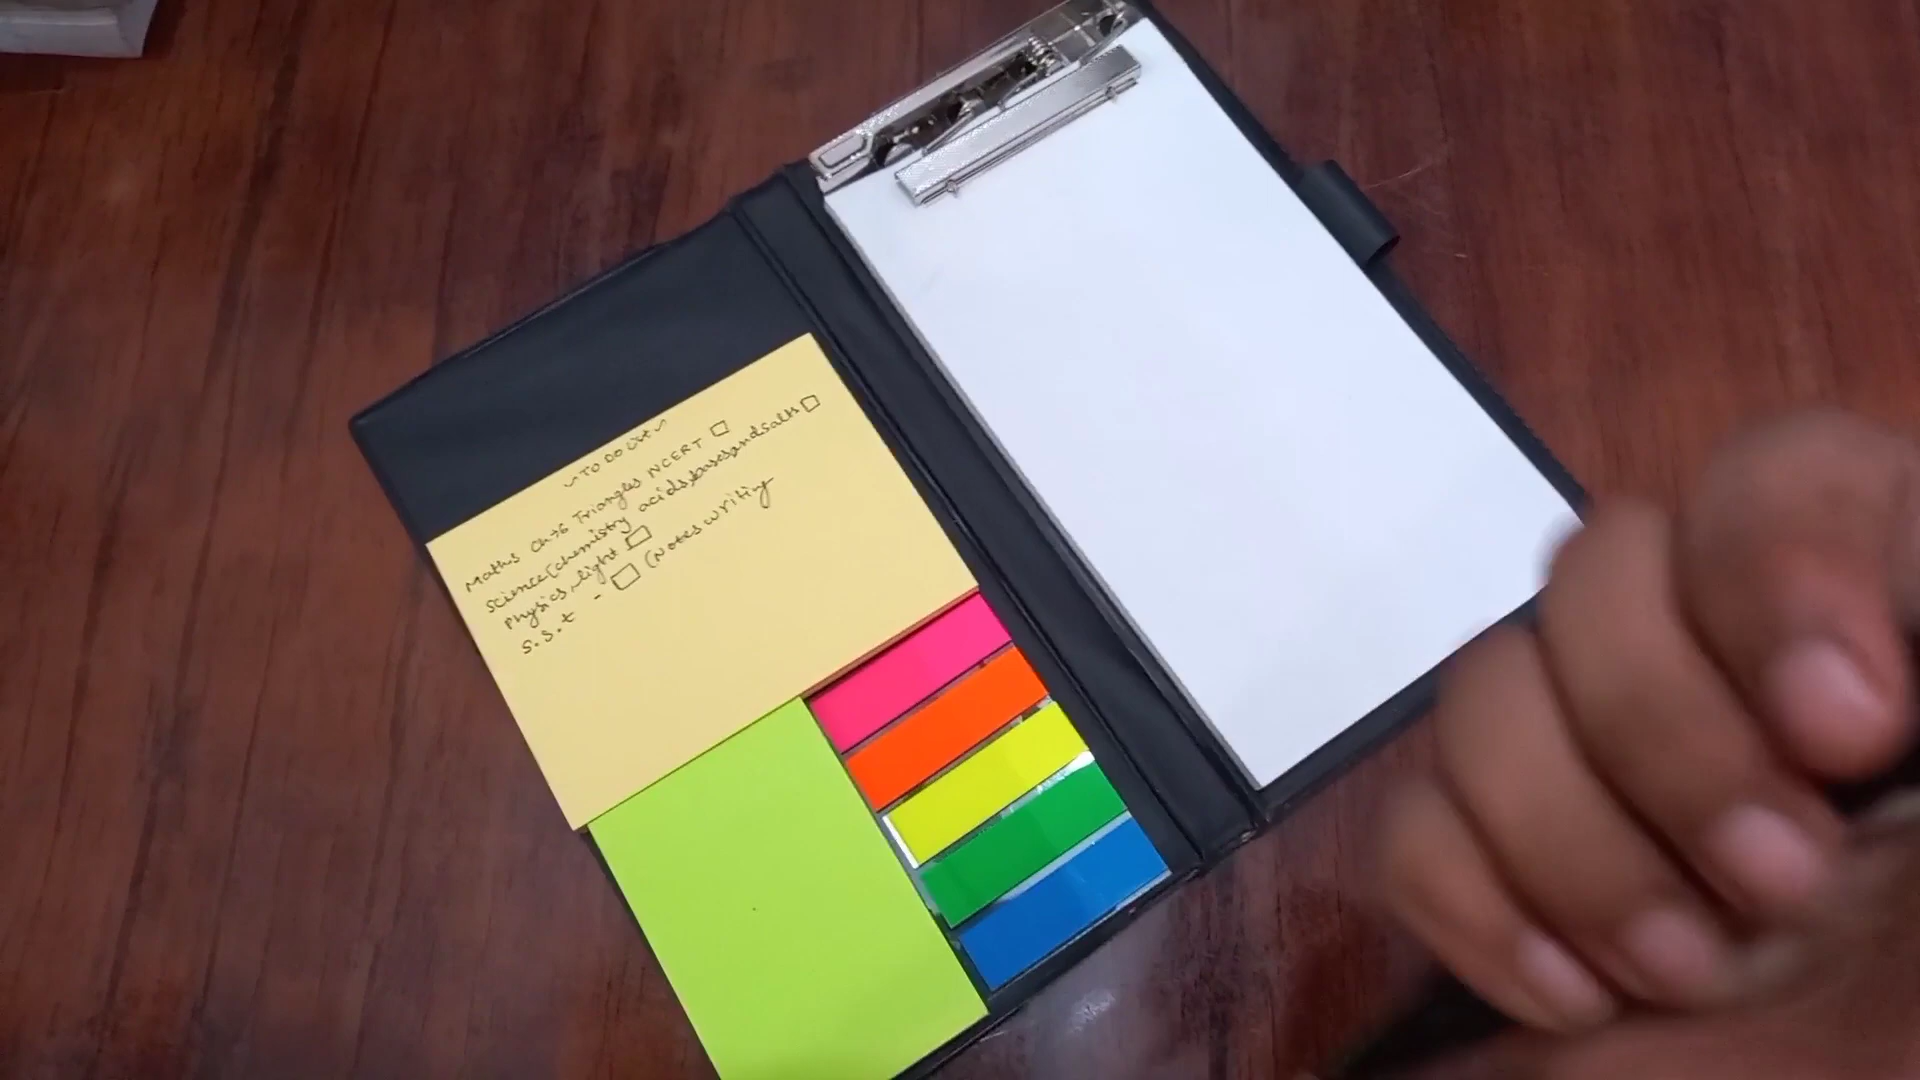 ~ TO DO List ~
Maths Ch→6 Triangles NCERT □
Science (chemistry acids, bases, and salts □
Physics, light □
S.S.t - □ (Notes writing